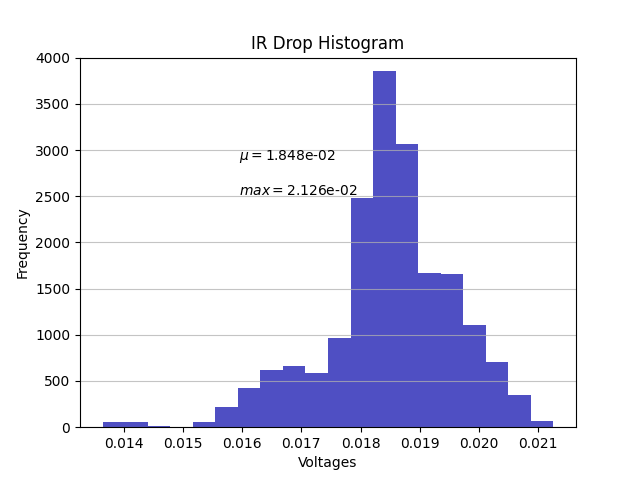 IR Drop Histogram
4000
3500
3000
2500
2000
1500
1000
500
0
Frequency
μ = 1.848e-02
max = 2.126e-02
0.014 0.015 0.016 0.017 0.018 0.019 0.020 0.021
Voltages